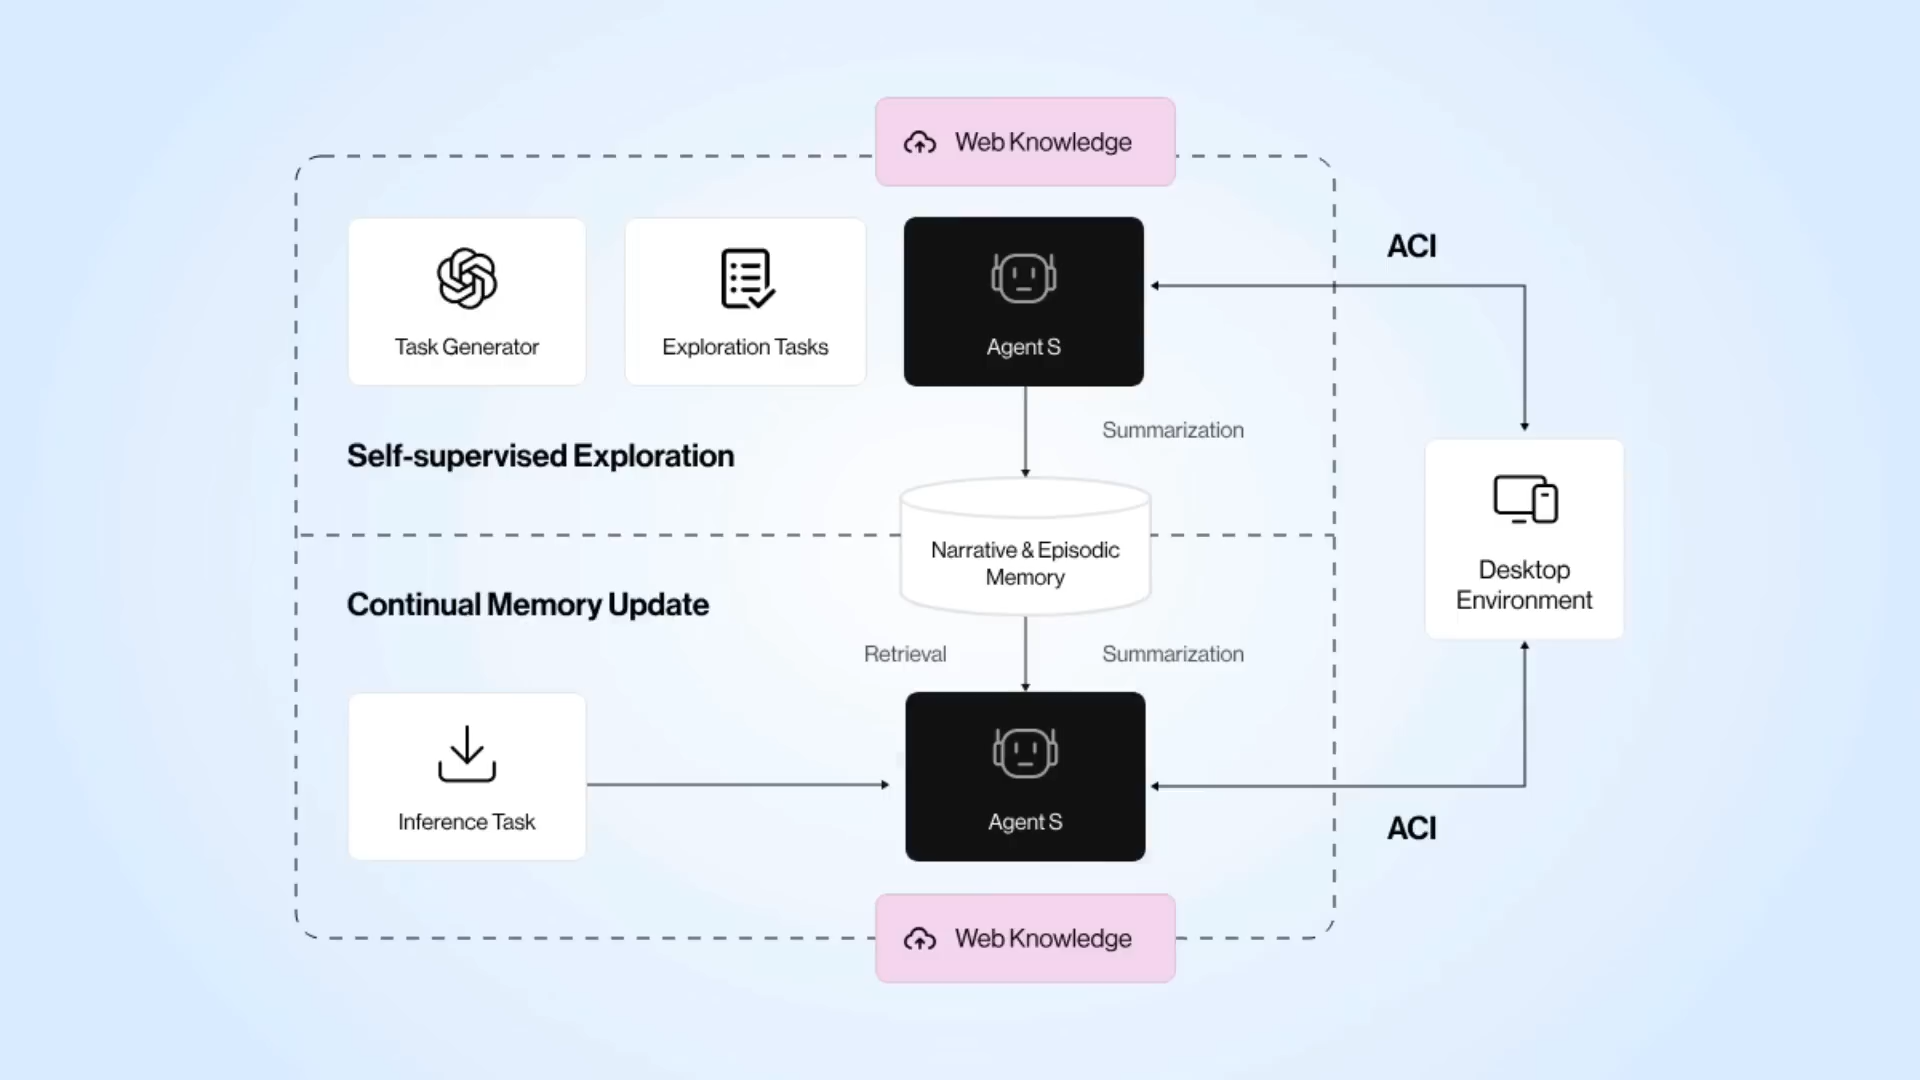 Web Knowledge
Task Generator
Exploration Tasks
Agent S
ACI
Summarization
Self-supervised Exploration
Narrative & Episodic
Memory
Desktop
Environment
Continual Memory Update
Retrieval
Summarization
Inference Task
Agent S
ACI
Web Knowledge